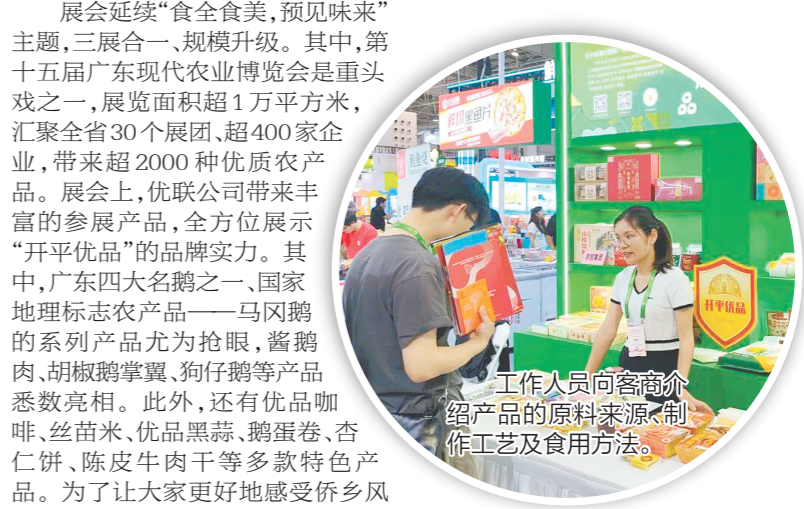 展会延续“食全食美，预见味来”
主题，三展合一、规模升级。其中，第
十五届广东现代农业博览会是重头
戏之一，展览面积超1万平方米，
汇聚全省30个展团、超400家企
业，带来超2000种优质农产
品。展会上，优联公司带来丰
富的参展产品，全方位展示
“开平优品”的品牌实力。其
中，广东四大名鹅之一、国家
地理标志农产品——马冈鹅
的系列产品尤为抢眼，酱鹅
肉、胡椒鹅掌翼、狗仔鹅等产品
悉数亮相。此外，还有优品咖
啡、丝苗米、优品黑蒜、鹅蛋卷、杏
仁饼、陈皮牛肉干等多款特色产
品。为了让大家更好地感受侨乡风
鲜切黑鱼片
开平优品
工作人员向客商介
绍产品的原料来源、制
作工艺及食用方法。